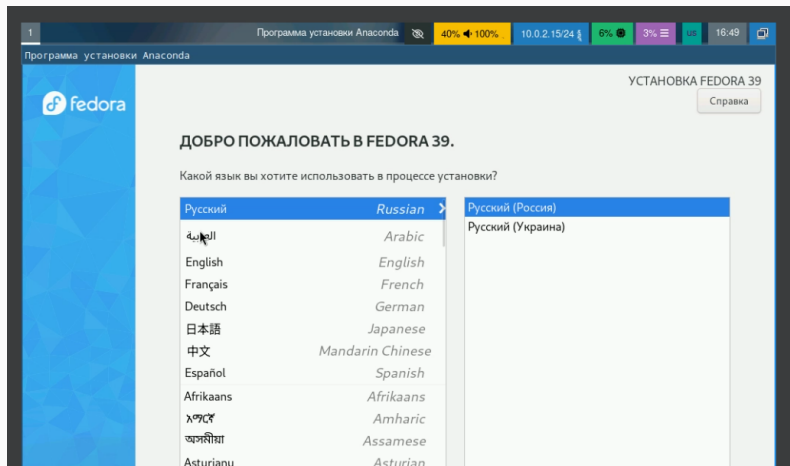 1 Программа установки Anaconda 40% 100% 10.0.2.15/24 6% 3% us 16:49
Программа установки Anaconda
fedora
УСТАНОВКА FEDORA 39
Справка
ДОБРО ПОЖАЛОВАТЬ В FEDORA 39.
Какой язык вы хотите использовать в процессе установки?
Русский Russian
Русский (Россия)
Русский (Украина)
العربية Arabic
English English
Français French
Deutsch German
日本語 Japanese
中文 Mandarin Chinese
Español Spanish
Afrikaans Afrikaans
አማርኛ Amharic
অসমীয়া Assamese
Asturianu Asturian